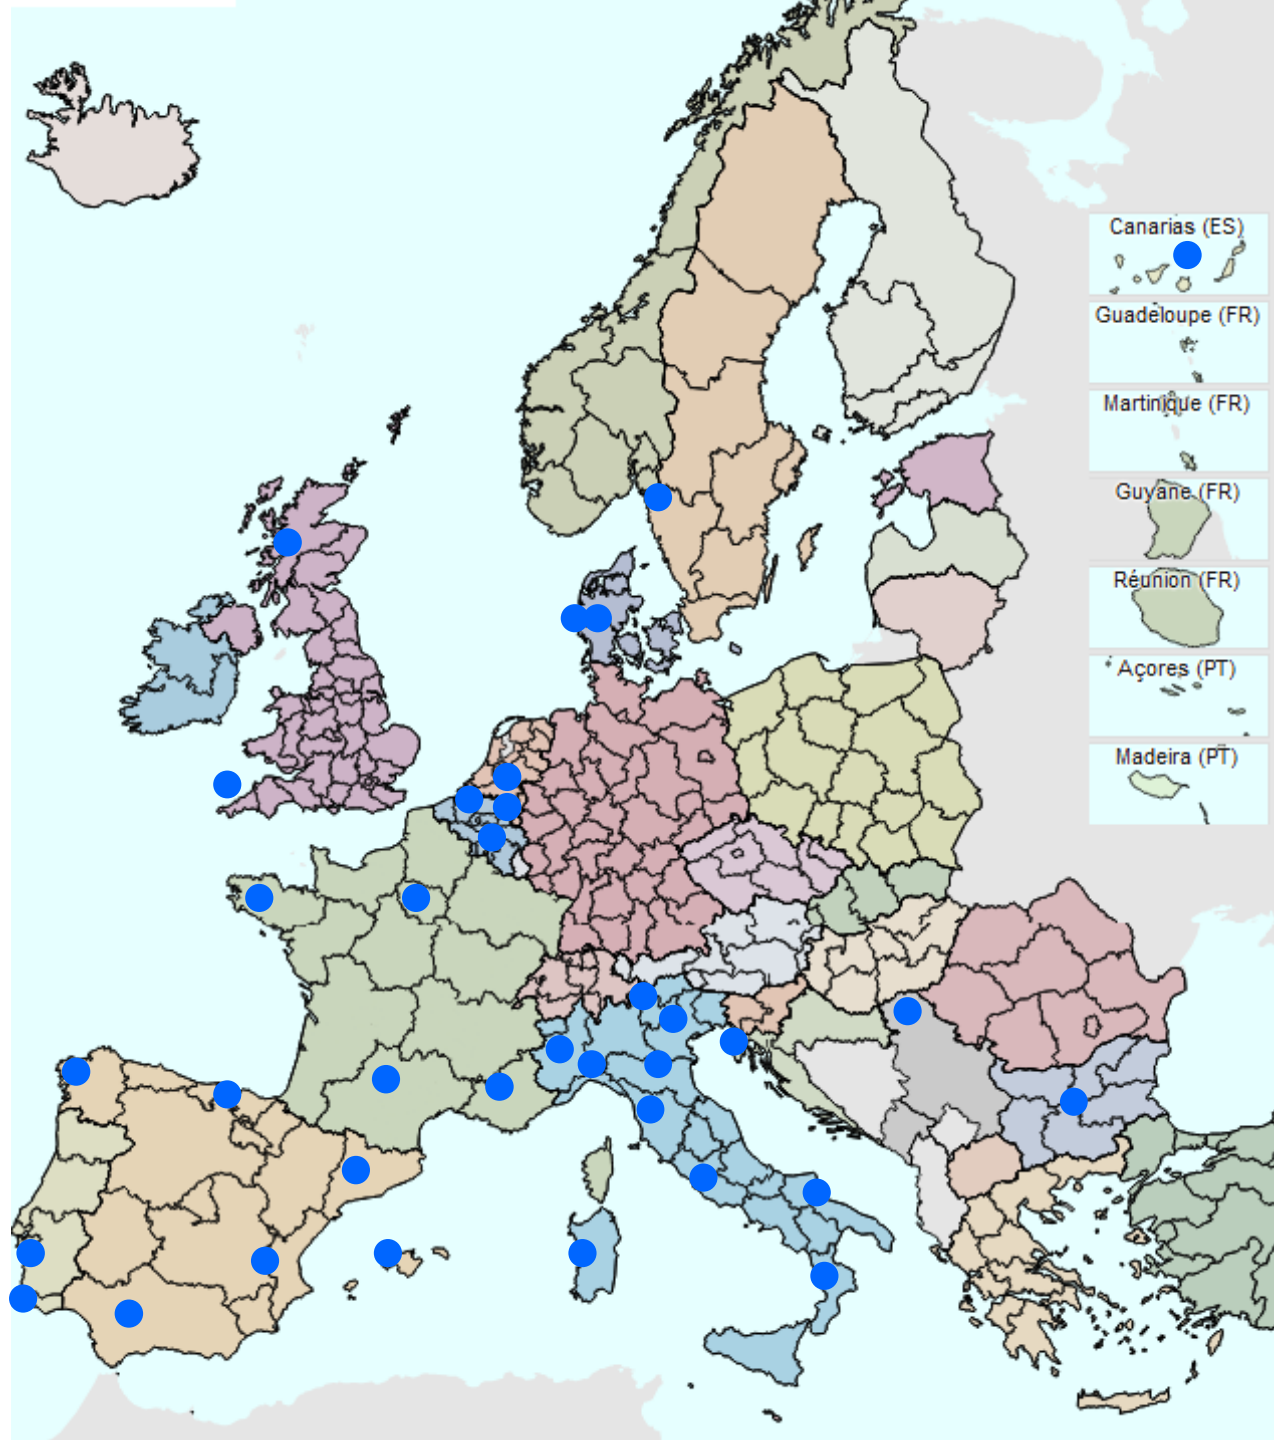 Canarias (ES)
Guadeloupe (FR)
Martinique (FR)
Guyane (FR)
Réunion (FR)
Açores (PT)
Madeira (PT)